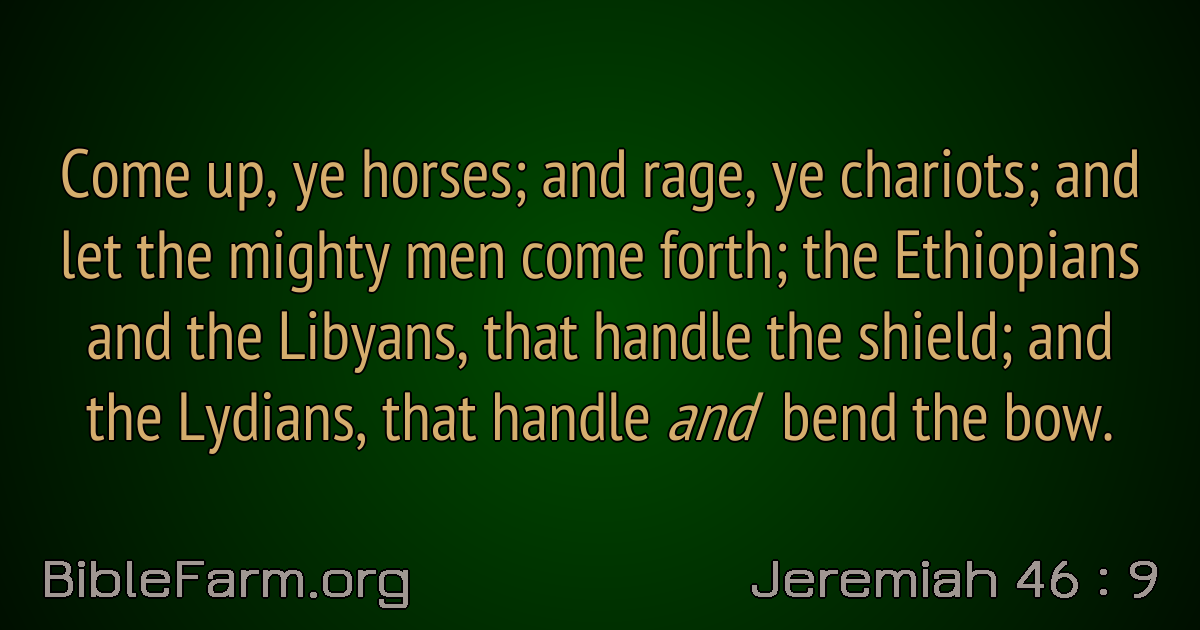 Come up, ye horses; and rage, ye chariots; and
let the mighty men come forth; the Ethiopians
and the Libyans, that handle the shield; and
the Lydians, that handle and bend the bow.
BibleFarm.org
Jeremiah 46 : 9